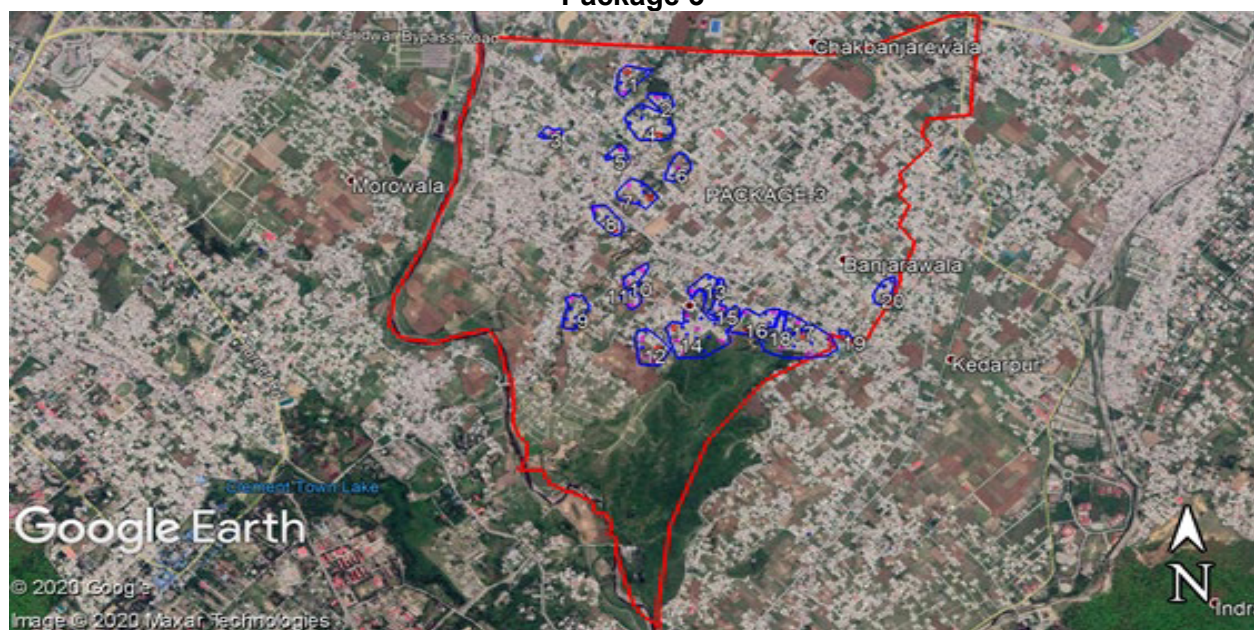 Haridwar Bypass Road
Chakbanjarewala
1
2
3
4
5
6
Morowala
PACKAGE-3
7
8
Banjarawala
10
11
13
20
9
15
16
17
12
14
18
19
Kedarpur
Clement Town Lake
Google Earth
© 2020 Google
Image © 2020 Maxar Technologies
N
Indr